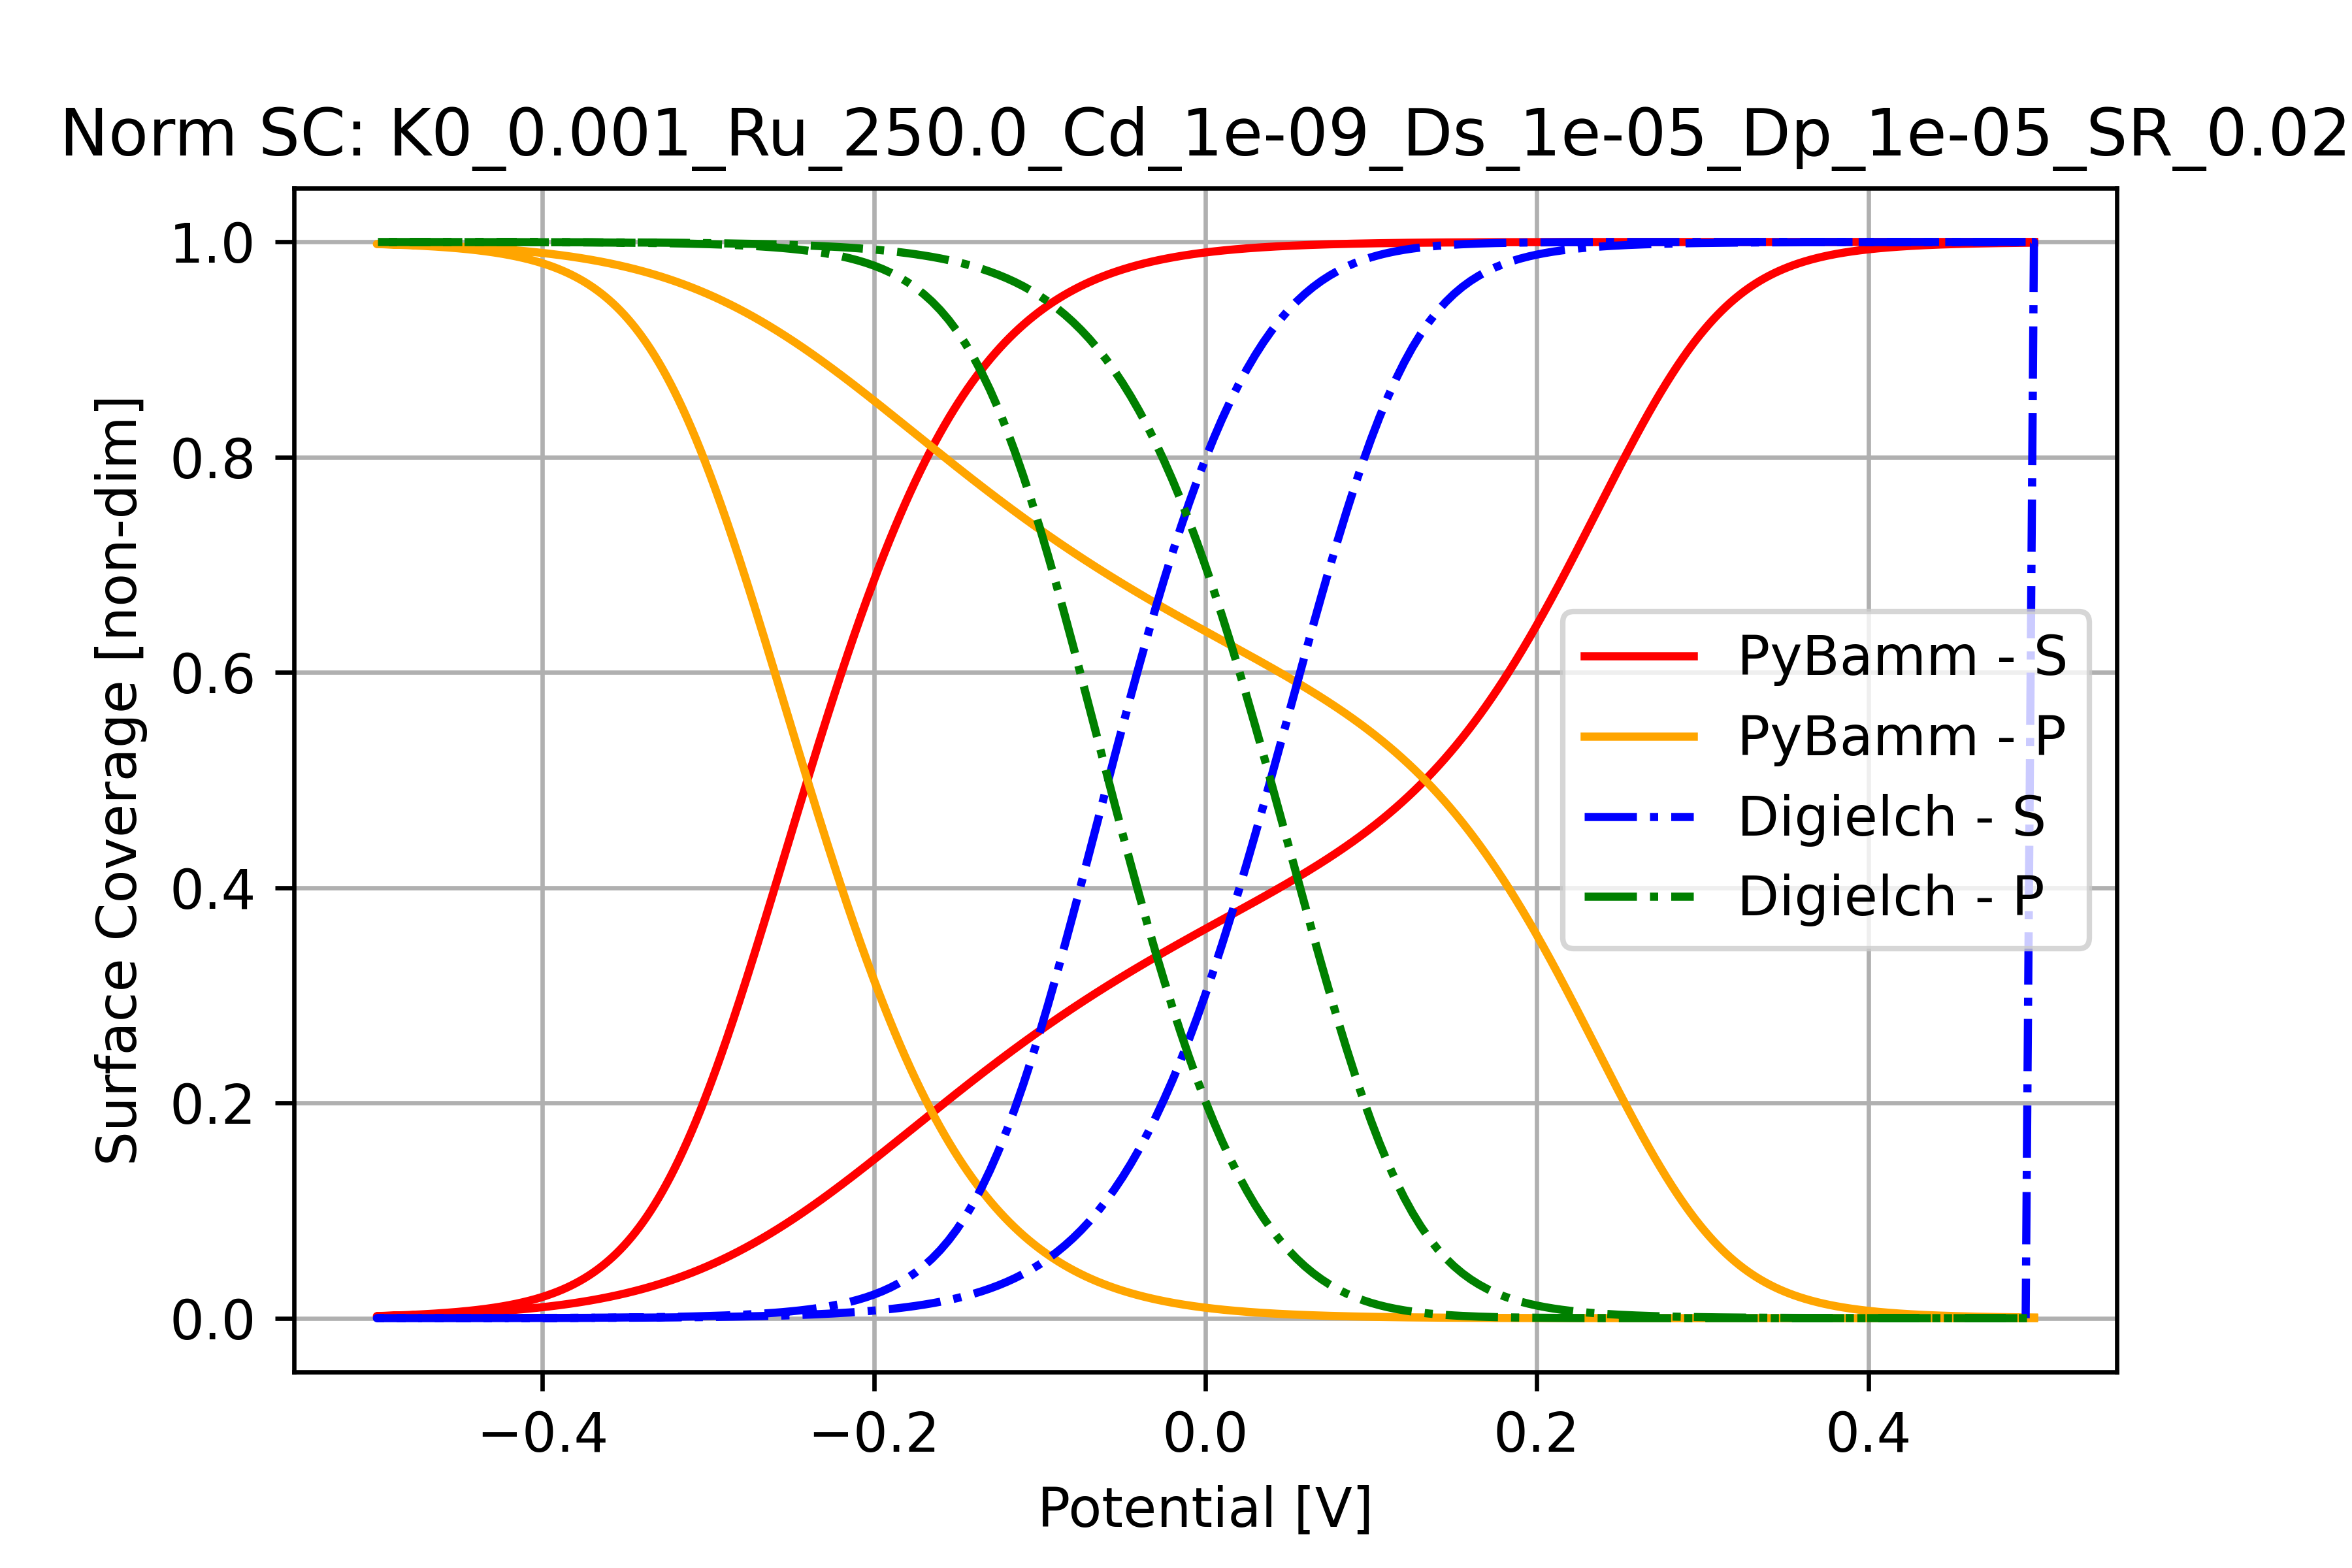 Norm SC: K0_0.001_Ru_250.0_Cd_1e-09_Ds_1e-05_Dp_1e-05_SR_0.02
Surface Coverage [non-dim]
1.0
0.8
0.6
0.4
0.2
0.0
PyBamm - S
PyBamm - P
Digielch - S
Digielch - P
−0.4 −0.2 0.0 0.2 0.4
Potential [V]